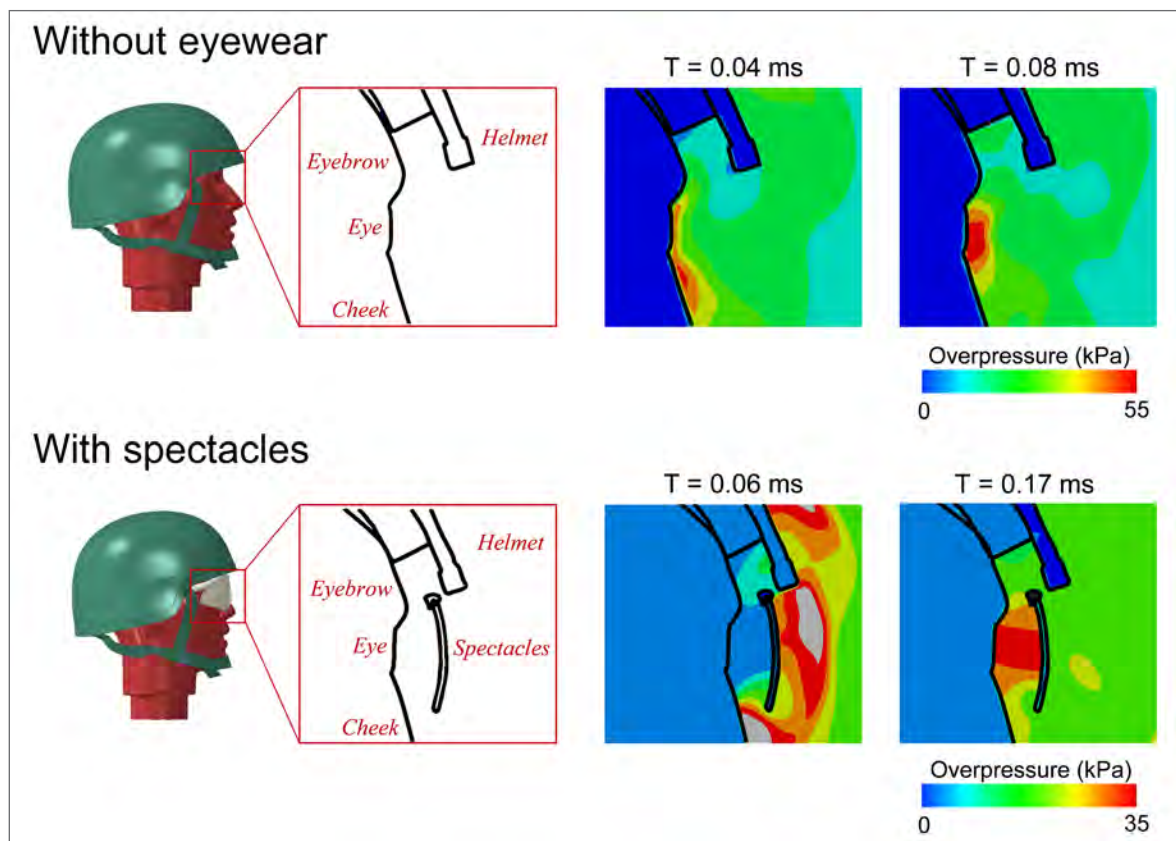 Without eyewear
T = 0.04 ms
T = 0.08 ms
Helmet
Eyebrow
Eye
Cheek
Overpressure (kPa)
0 55
With spectacles
T = 0.06 ms
T = 0.17 ms
Helmet
Eyebrow
Eye Spectacles
Cheek
Overpressure (kPa)
0 35